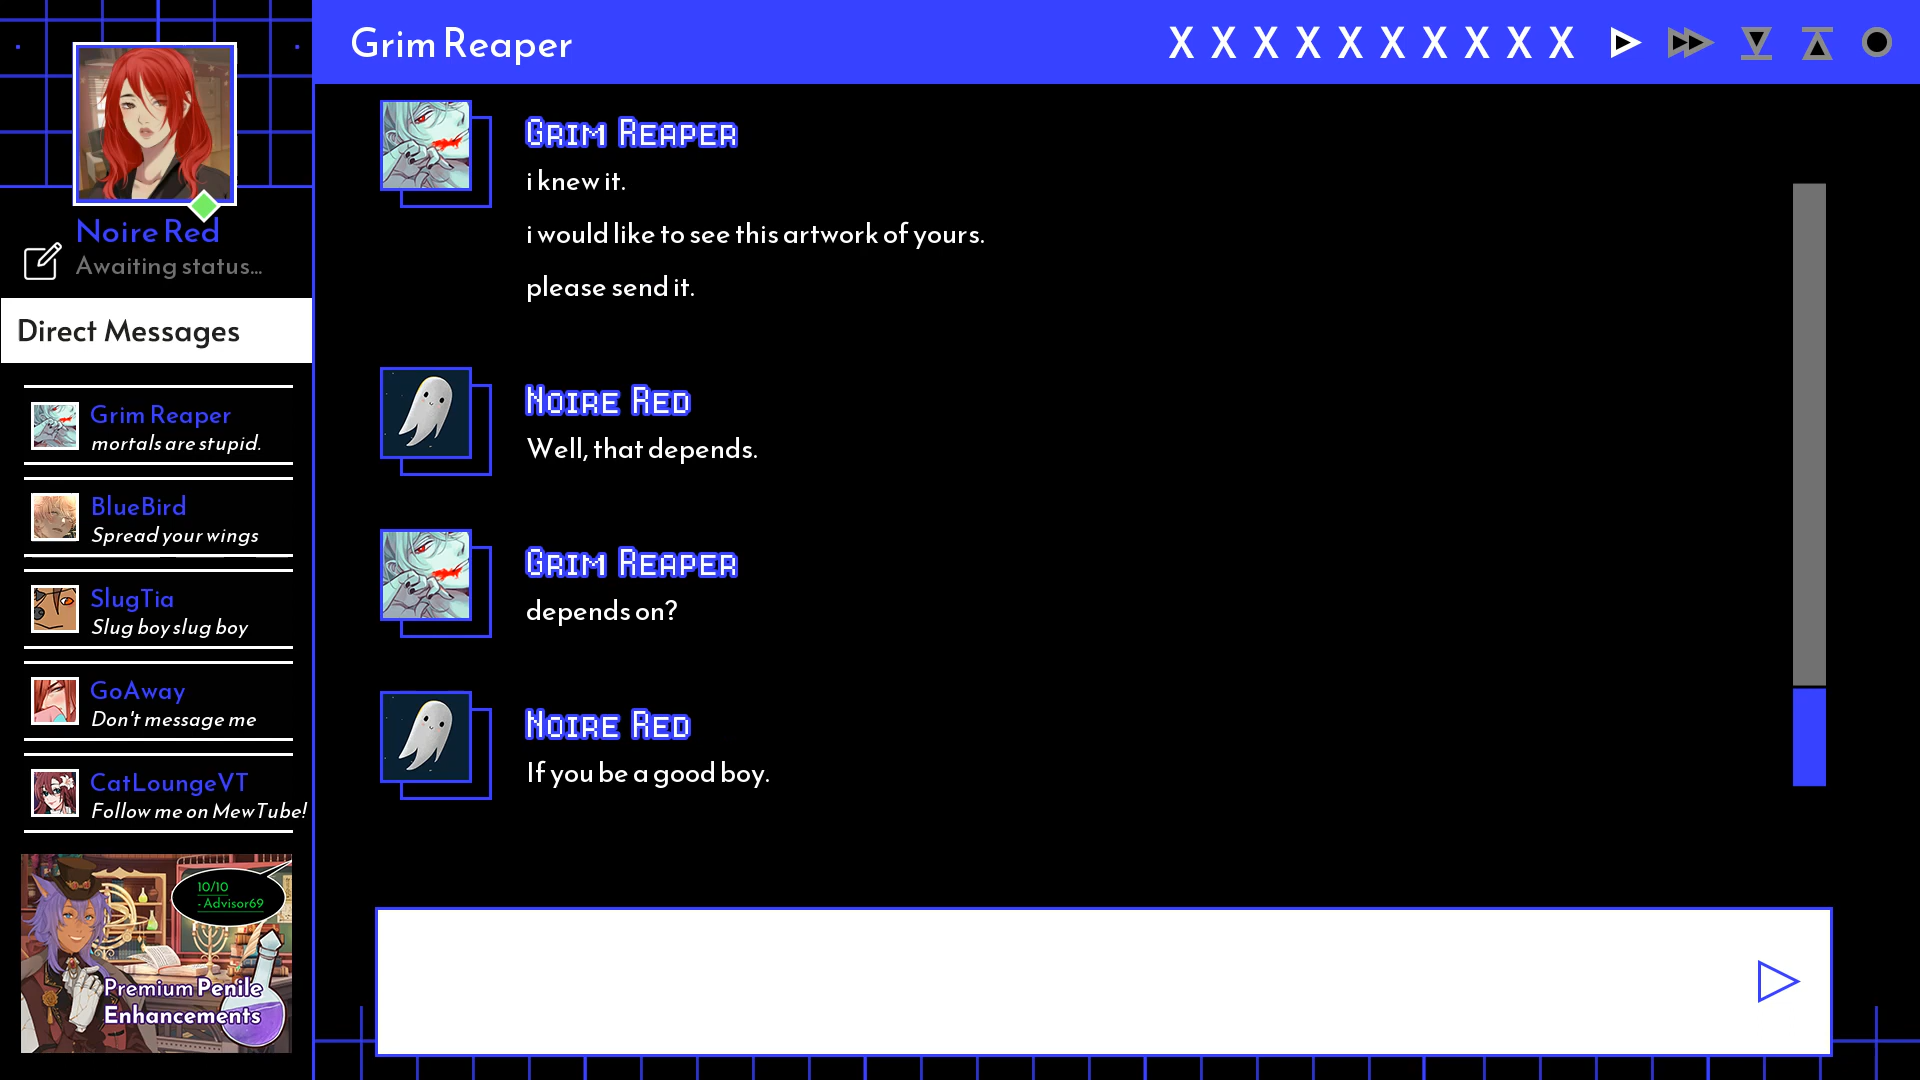 Grim Reaper
X X X X X X X X X X
Noire Red
Awaiting status...
Direct Messages
Grim Reaper
mortals are stupid.
BlueBird
Spread your wings
SlugTia
Slug boy slug boy
GoAway
Don't message me
CatLoungeVT
Follow me on MewTube!
10/10
- Advisor69
Premium Penile
Enhancements
Grim Reaper
i knew it.
i would like to see this artwork of yours.
please send it.
Noire Red
Well, that depends.
Grim Reaper
depends on?
Noire Red
If you be a good boy.